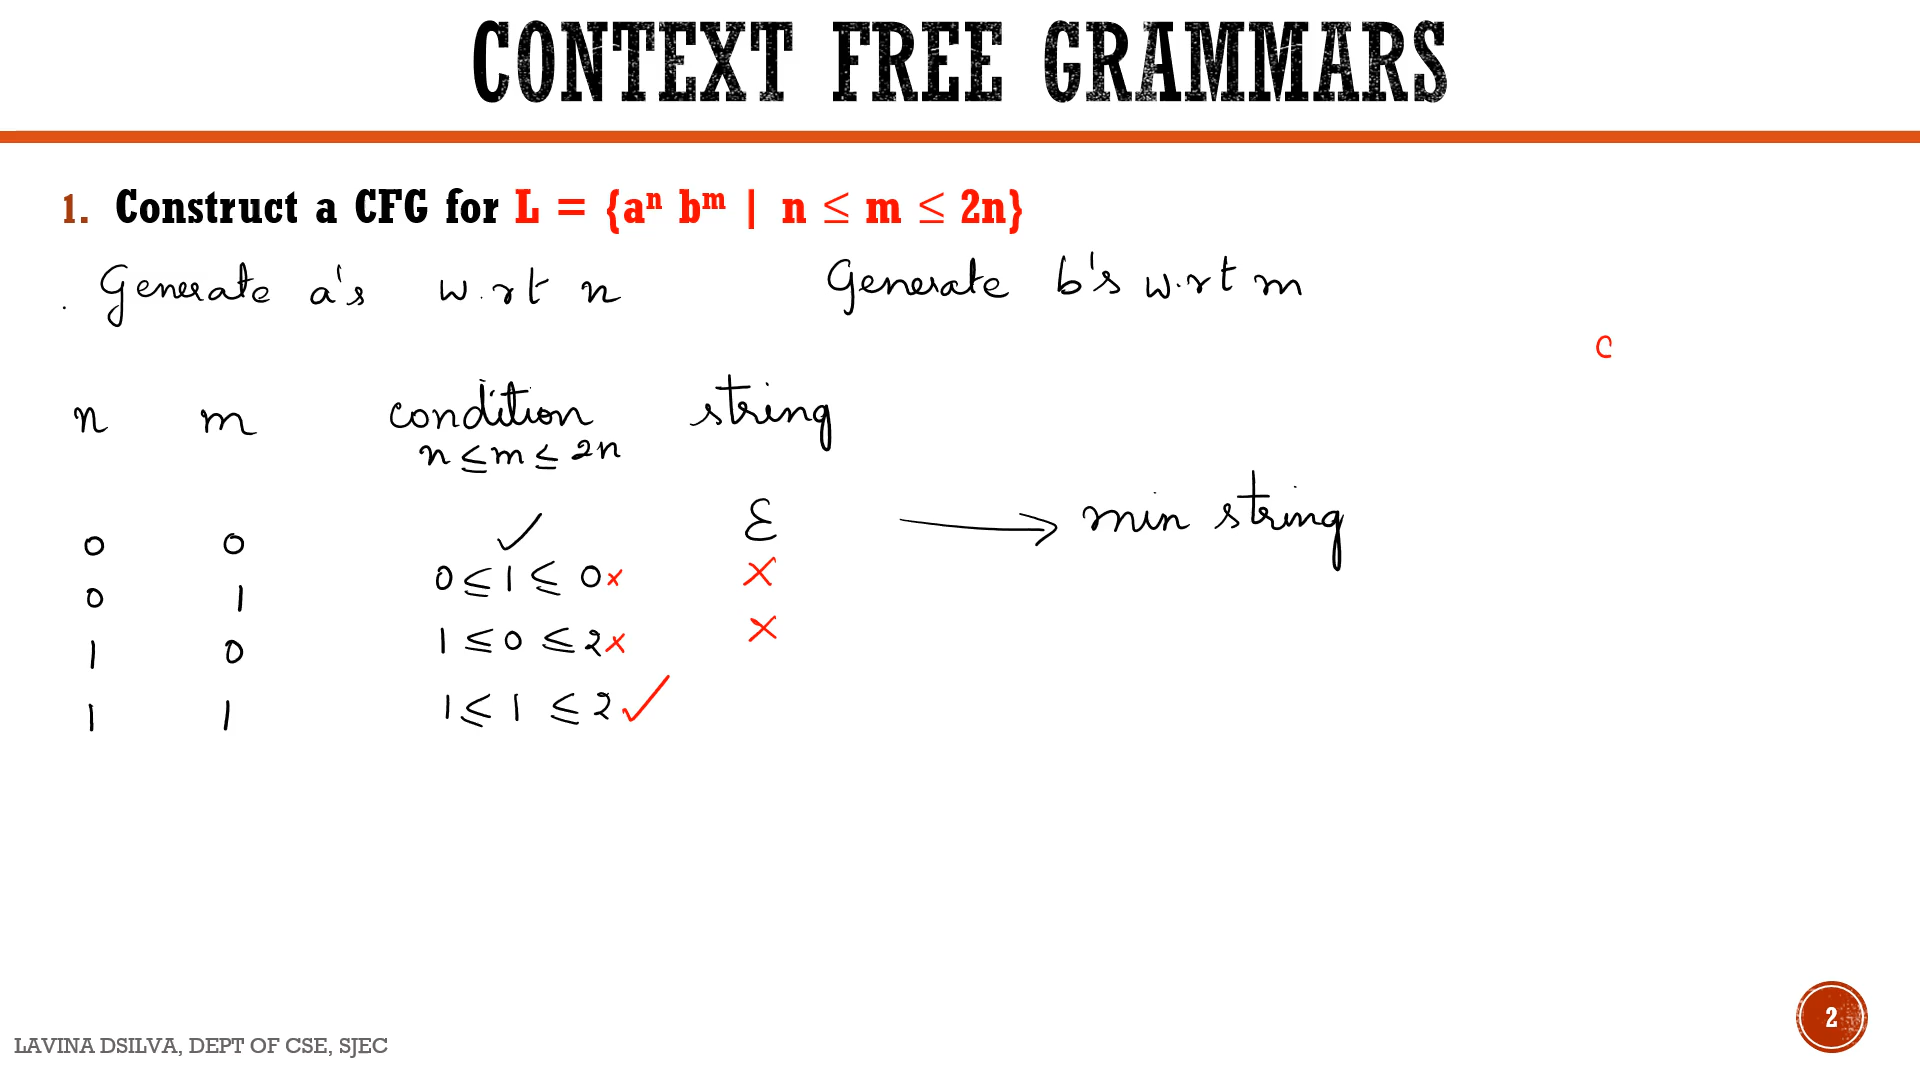 CONTEXT FREE GRAMMARS
1. Construct a CFG for L = {aⁿ bᵐ | n ≤ m ≤ 2n}
Generate a's w.r.t n Generate b's w.r.t m
c
n m condition string
n ≤ m ≤ 2n
0 0 ✓ ε → min string
0 1 0 ≤ 1 ≤ 0 x x
1 0 1 ≤ 0 ≤ 2 x x
1 1 1 ≤ 1 ≤ 2 ✓
2
LAVINA DSILVA, DEPT OF CSE, SJEC